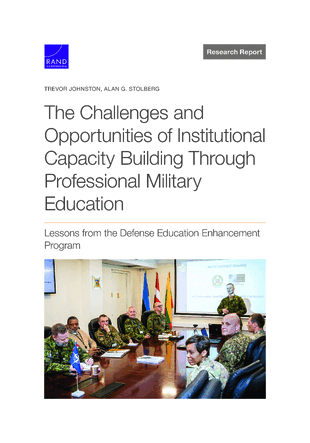 RAND
CORPORATION
Research Report
TREVOR JOHNSTON, ALAN G. STOLBERG
The Challenges and
Opportunities of Institutional
Capacity Building Through
Professional Military
Education
Lessons from the Defense Education Enhancement
Program